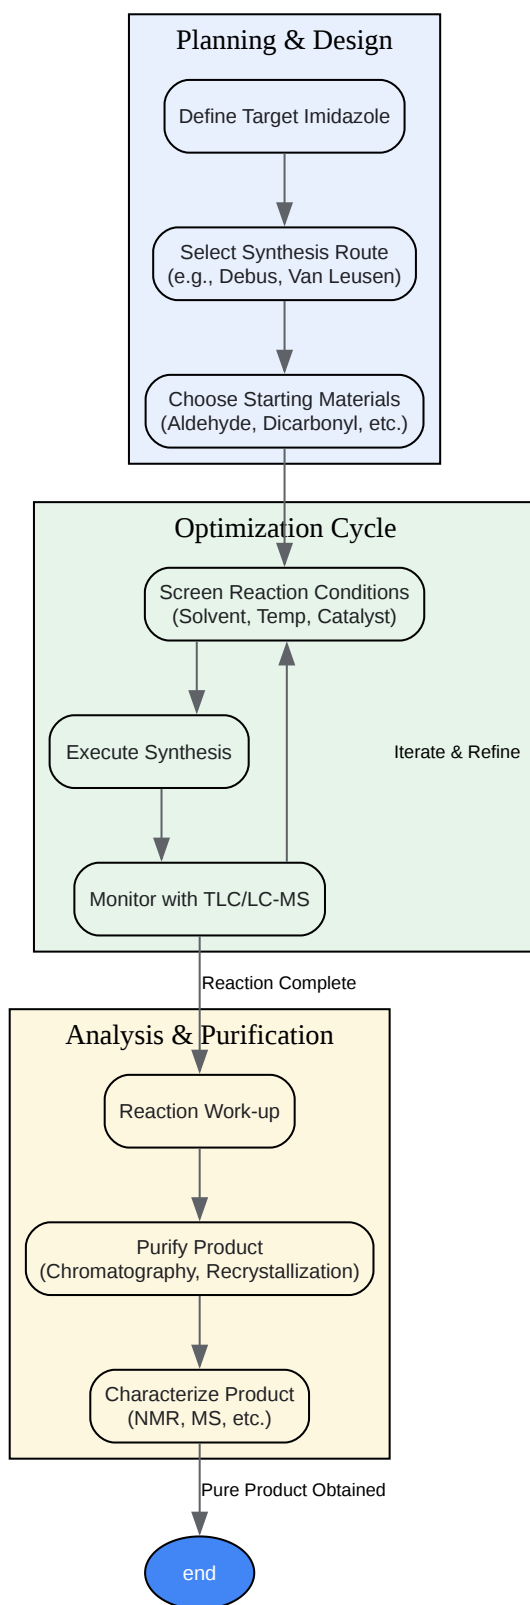 Planning & Design
Define Target Imidazole
Select Synthesis Route
(e.g., Debus, Van Leusen)
Choose Starting Materials
(Aldehyde, Dicarbonyl, etc.)
Optimization Cycle
Screen Reaction Conditions
(Solvent, Temp, Catalyst)
Execute Synthesis
Iterate & Refine
Monitor with TLC/LC-MS
Reaction Complete
Analysis & Purification
Reaction Work-up
Purify Product
(Chromatography, Recrystallization)
Characterize Product
(NMR, MS, etc.)
Pure Product Obtained
end